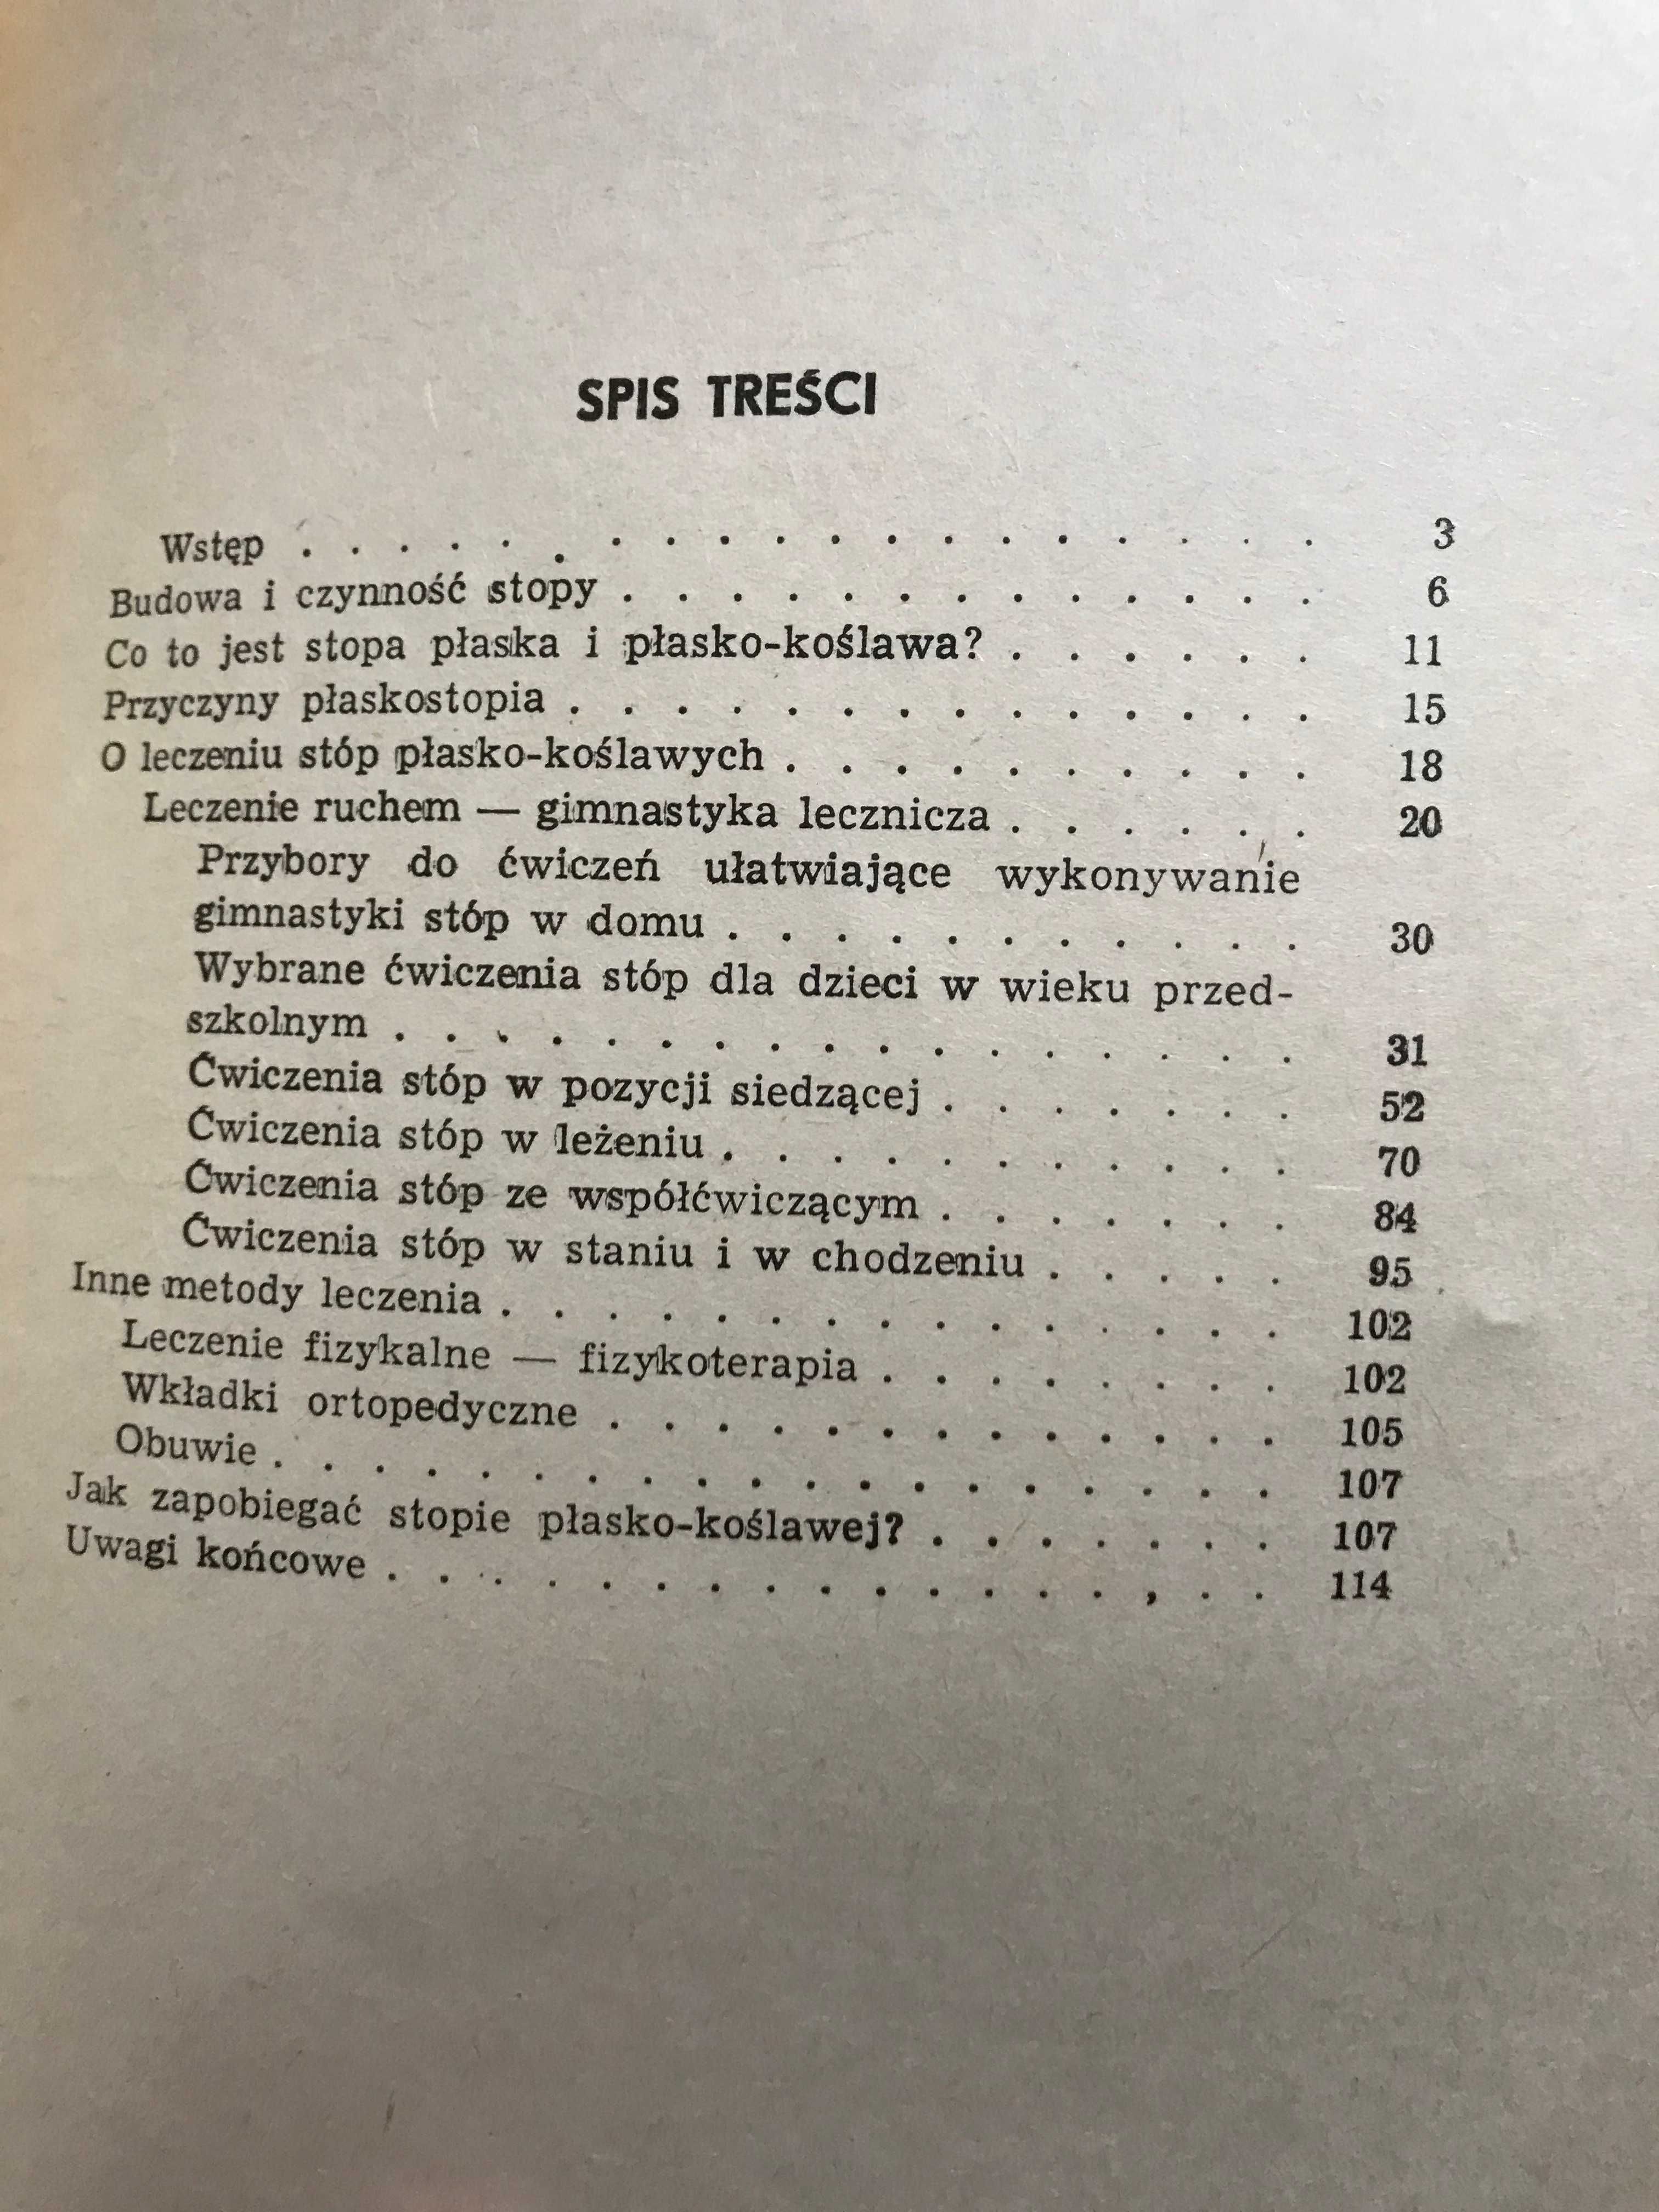 SPIS TREŚCI
Wstęp . . . . . . . . . . . . . . . . . . . 3
Budowa i czynność stopy . . . . . . . . . . . . . 6
Co to jest stopa płaska i płasko-koślawa? . . . . . . 11
Przyczyny płaskostopia . . . . . . . . . . . . . . 15
O leczeniu stóp płasko-koślawych . . . . . . . . . . 18
Leczenie ruchem — gimnastyka lecznicza . . . . . . 20
Przybory do ćwiczeń ułatwiające wykonywanie
gimnastyki stóp w domu . . . . . . . . . . . 30
Wybrane ćwiczenia stóp dla dzieci w wieku przed-
szkolnym . . . . . . . . . . . . . . . . . 31
Ćwiczenia stóp w pozycji siedzącej . . . . . . . 52
Ćwiczenia stóp w leżeniu . . . . . . . . . . . 70
Ćwiczenia stóp ze współćwiczącym . . . . . . . 84
Ćwiczenia stóp w staniu i w chodzeniu . . . . . 95
Inne metody leczenia . . . . . . . . . . . . . . . 102
Leczenie fizykalne — fizykoterapia . . . . . . . . 102
Wkładki ortopedyczne . . . . . . . . . . . . . 105
Obuwie . . . . . . . . . . . . . . . . . . . 107
Jak zapobiegać stopie płasko-koślawej? . . . . . . . 107
Uwagi końcowe . . . . . . . . . . . . . . , . . 114